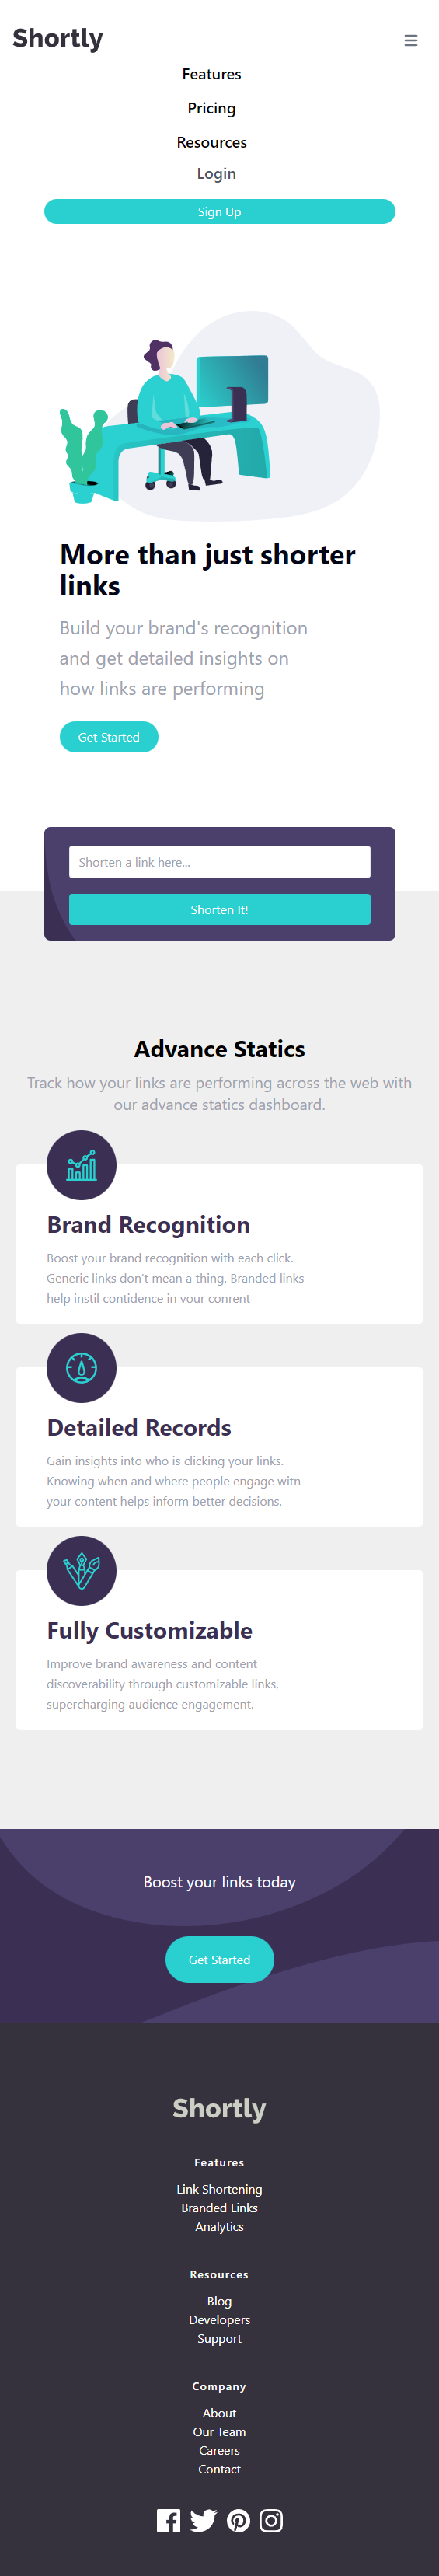 Shortly
Features
Pricing
Resources
Login
Sign Up
More than just shorter
links
Build your brand's recognition
and get detailed insights on
how links are performing
Get Started
Shorten a link here...
Shorten It!
Advance Statics
Track how your links are performing across the web with
our advance statics dashboard.
Brand Recognition
Boost your brand recognition with each click.
Generic links don't mean a thing. Branded links
help instil contidence in vour conrent
Detailed Records
Gain insights into who is clicking your links.
Knowing when and where people engage witn
your content helps inform better decisions.
Fully Customizable
Improve brand awareness and content
discoverability through customizable links,
supercharging audience engagement.
Boost your links today
Get Started
Shortly
Features
Link Shortening
Branded Links
Analytics
Resources
Blog
Developers
Support
Company
About
Our Team
Careers
Contact